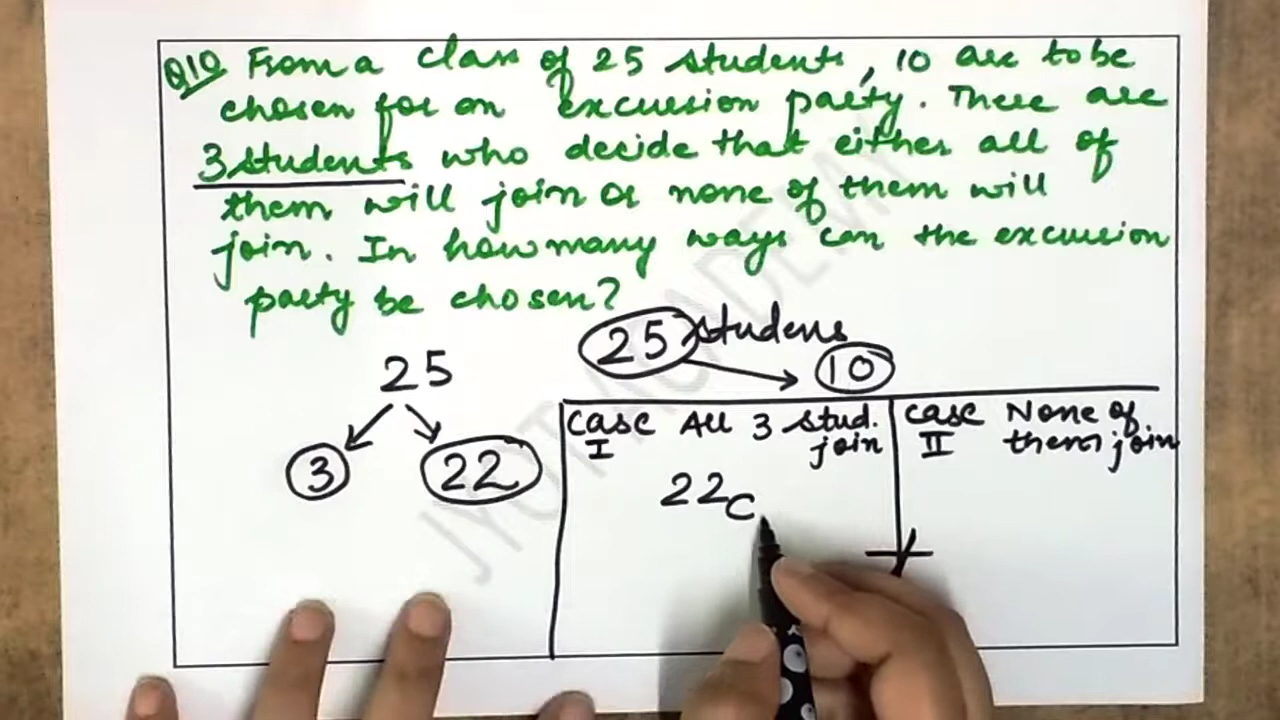 Q10 From a class of 25 students, 10 are to be
chosen for an excursion party. There are
3 students who decide that either all of
them will join or none of them will
join. In how many ways can the excursion
party be chosen?
25 studens
10
25
3 22
case I All 3 stud. join
22c
case II None of them join
JYOTI ACADEMY